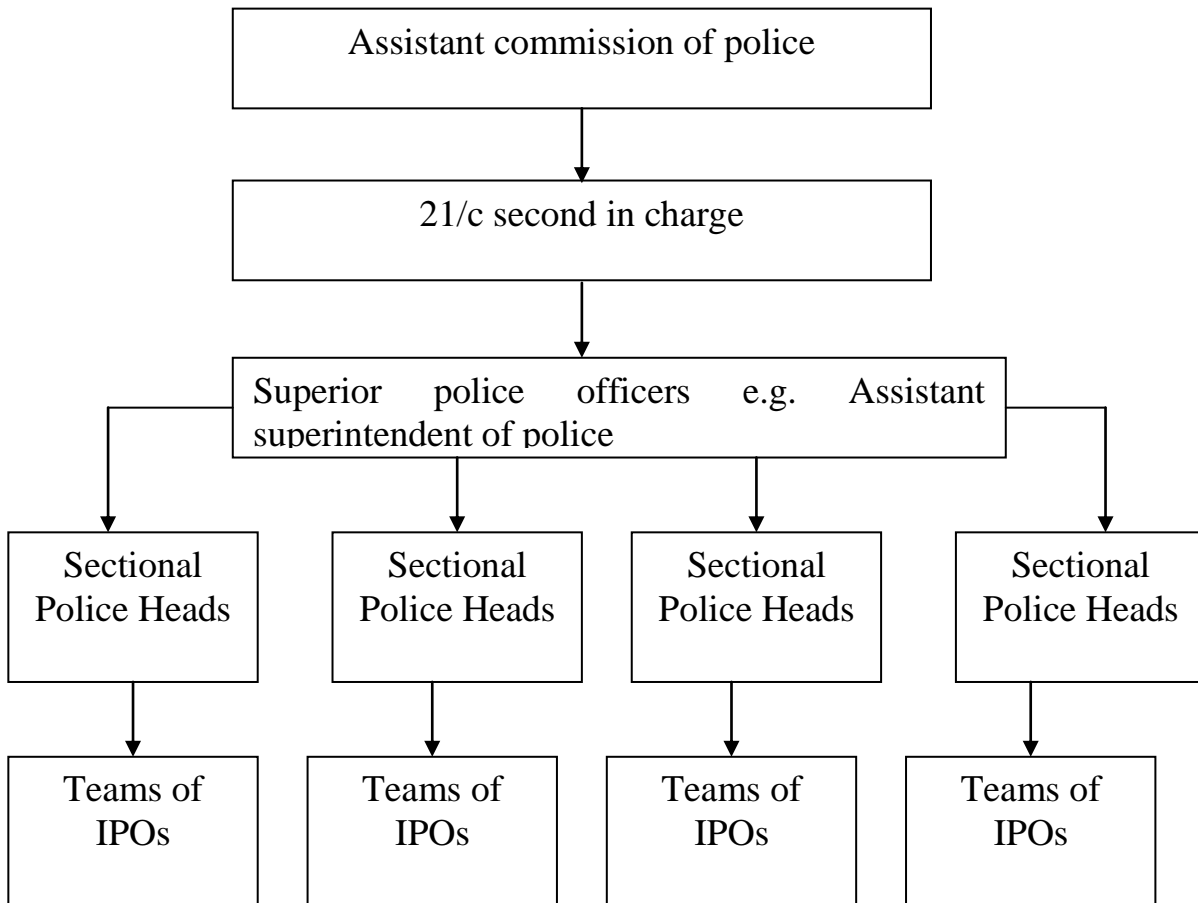 Assistant commission of police
21/c second in charge
Superior police officers e.g. Assistant
superintendent of police
Sectional
Police Heads
Sectional
Police Heads
Sectional
Police Heads
Sectional
Police Heads
Teams of
IPOs
Teams of
IPOs
Teams of
IPOs
Teams of
IPOs